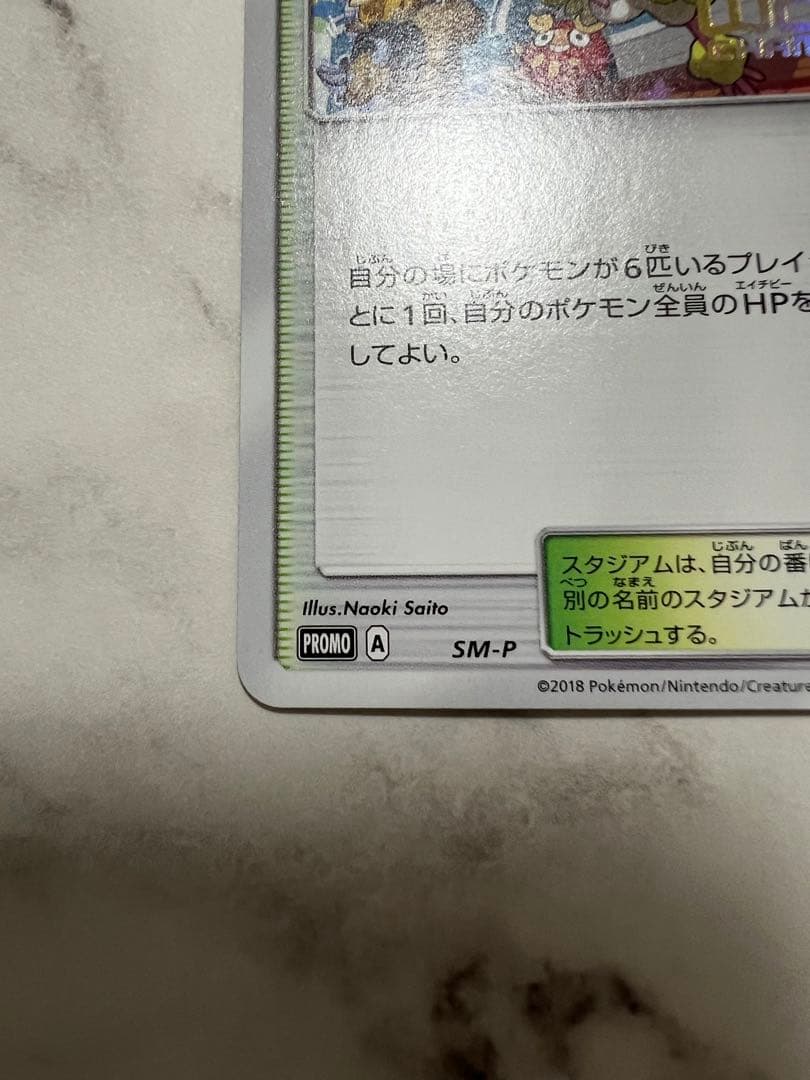 自分の場にポケモンが6匹いるプレイ
とに1回、自分のポケモン全員のHPを
してよい。
スタジアムは、自分の番
別の名前のスタジアム
トラッシュする。
Illus.Naoki Saito
PROMO A SM-P
©2018 Pokémon/Nintendo/Creature